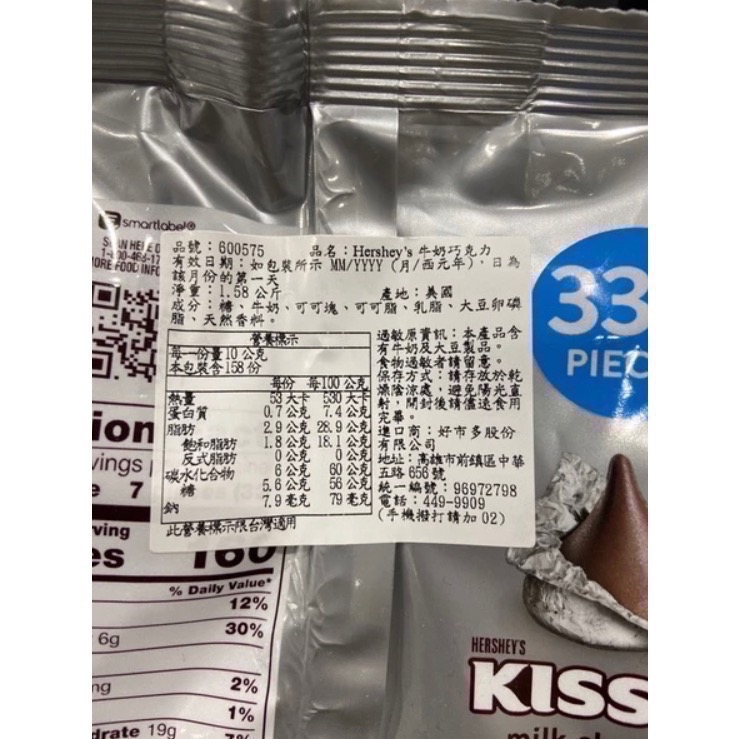 smartlabel®
品號：600575 品名：Hershey's 牛奶巧克力
有效日期：如包裝所示 MM/YYYY (月/西元年)，日為
該月份的第一天
淨重：1.58 公斤 產地：美國
成分：糖、牛奶、可可塊、可可脂、乳脂、大豆卵磷
脂、天然香料。
營養標示
每一份量 10 公克
本包裝含 158 份
每份 每100 公克
熱量 53 大卡 530 大卡
蛋白質 0.7 公克 7.4 公克
脂肪 2.9 公克 28.9 公克
飽和脂肪 1.8 公克 18.1 公克
反式脂肪 0 公克 0 公克
碳水化合物 6 公克 60 公克
糖 5.6 公克 56 公克
鈉 7.9 毫克 79 毫克
此營養標示限台灣適用
過敏原資訊：本產品含
有牛奶及大豆製品。
食物過敏者請留意。
保存方式：請存放於乾
燥陰涼處，避免陽光直
射，開封後請儘速食用
完畢。
進口商：好市多股份
有限公司
地址：高雄市前鎮區中華
五路 656 號
統一編號：96972798
電話：449-9909
(手機撥打請加 02)
33
PIEC
ion
vings
7
ving
es 160
% Daily Value*
12%
6g 30%
ng 2%
1%
drate 19g 7%
HERSHEY'S
KISS
milk